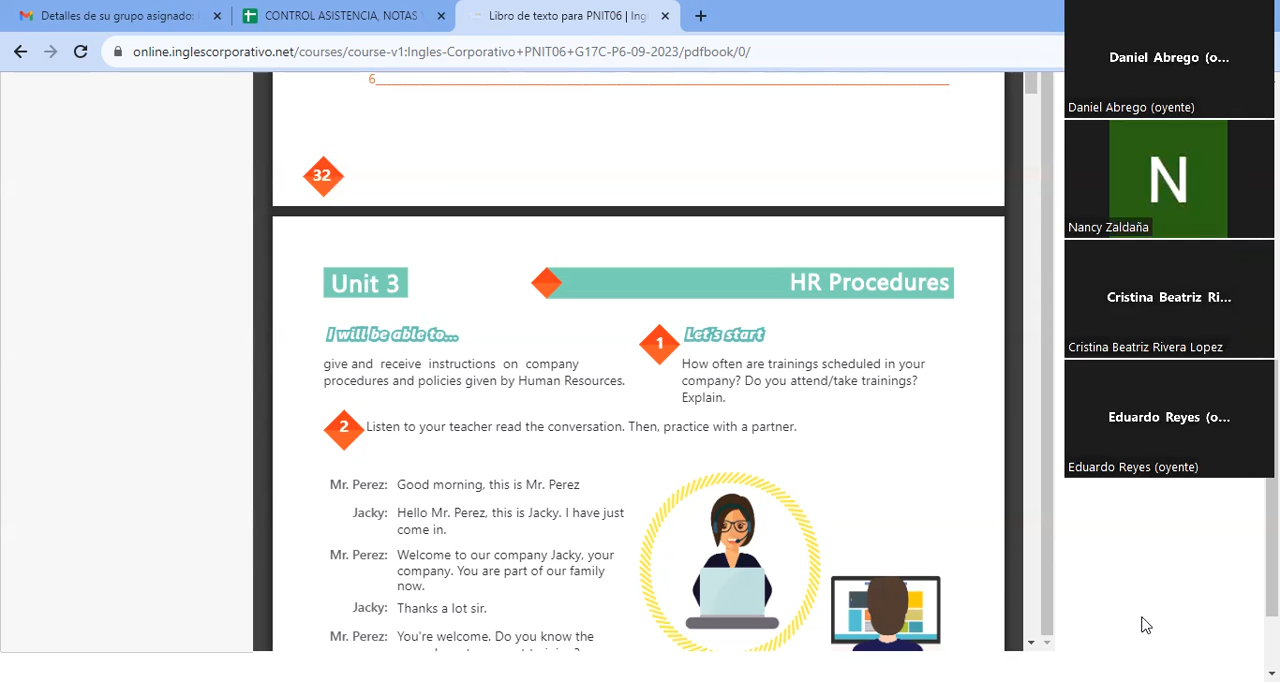 Detalles de su grupo asignado:
CONTROL ASISTENCIA, NOTAS
Libro de texto para PNIT06 | Ingl
online.inglescorporativo.net/courses/course-v1:Ingles-Corporativo+PNIT06+G17C-P6-09-2023/pdfbook/0/
6
32
Unit 3
HR Procedures
I will be able to...
give and receive instructions on company
procedures and policies given by Human Resources.
1
Let's start
How often are trainings scheduled in your
company? Do you attend/take trainings?
Explain.
2
Listen to your teacher read the conversation. Then, practice with a partner.
Mr. Perez: Good morning, this is Mr. Perez
Jacky: Hello Mr. Perez, this is Jacky. I have just
come in.
Mr. Perez: Welcome to our company Jacky, your
company. You are part of our family
now.
Jacky: Thanks a lot sir.
Mr. Perez: You're welcome. Do you know the
Daniel Abrego (o...
Daniel Abrego (oyente)
N
Nancy Zaldaña
Cristina Beatriz Ri...
Cristina Beatriz Rivera Lopez
Eduardo Reyes (o...
Eduardo Reyes (oyente)